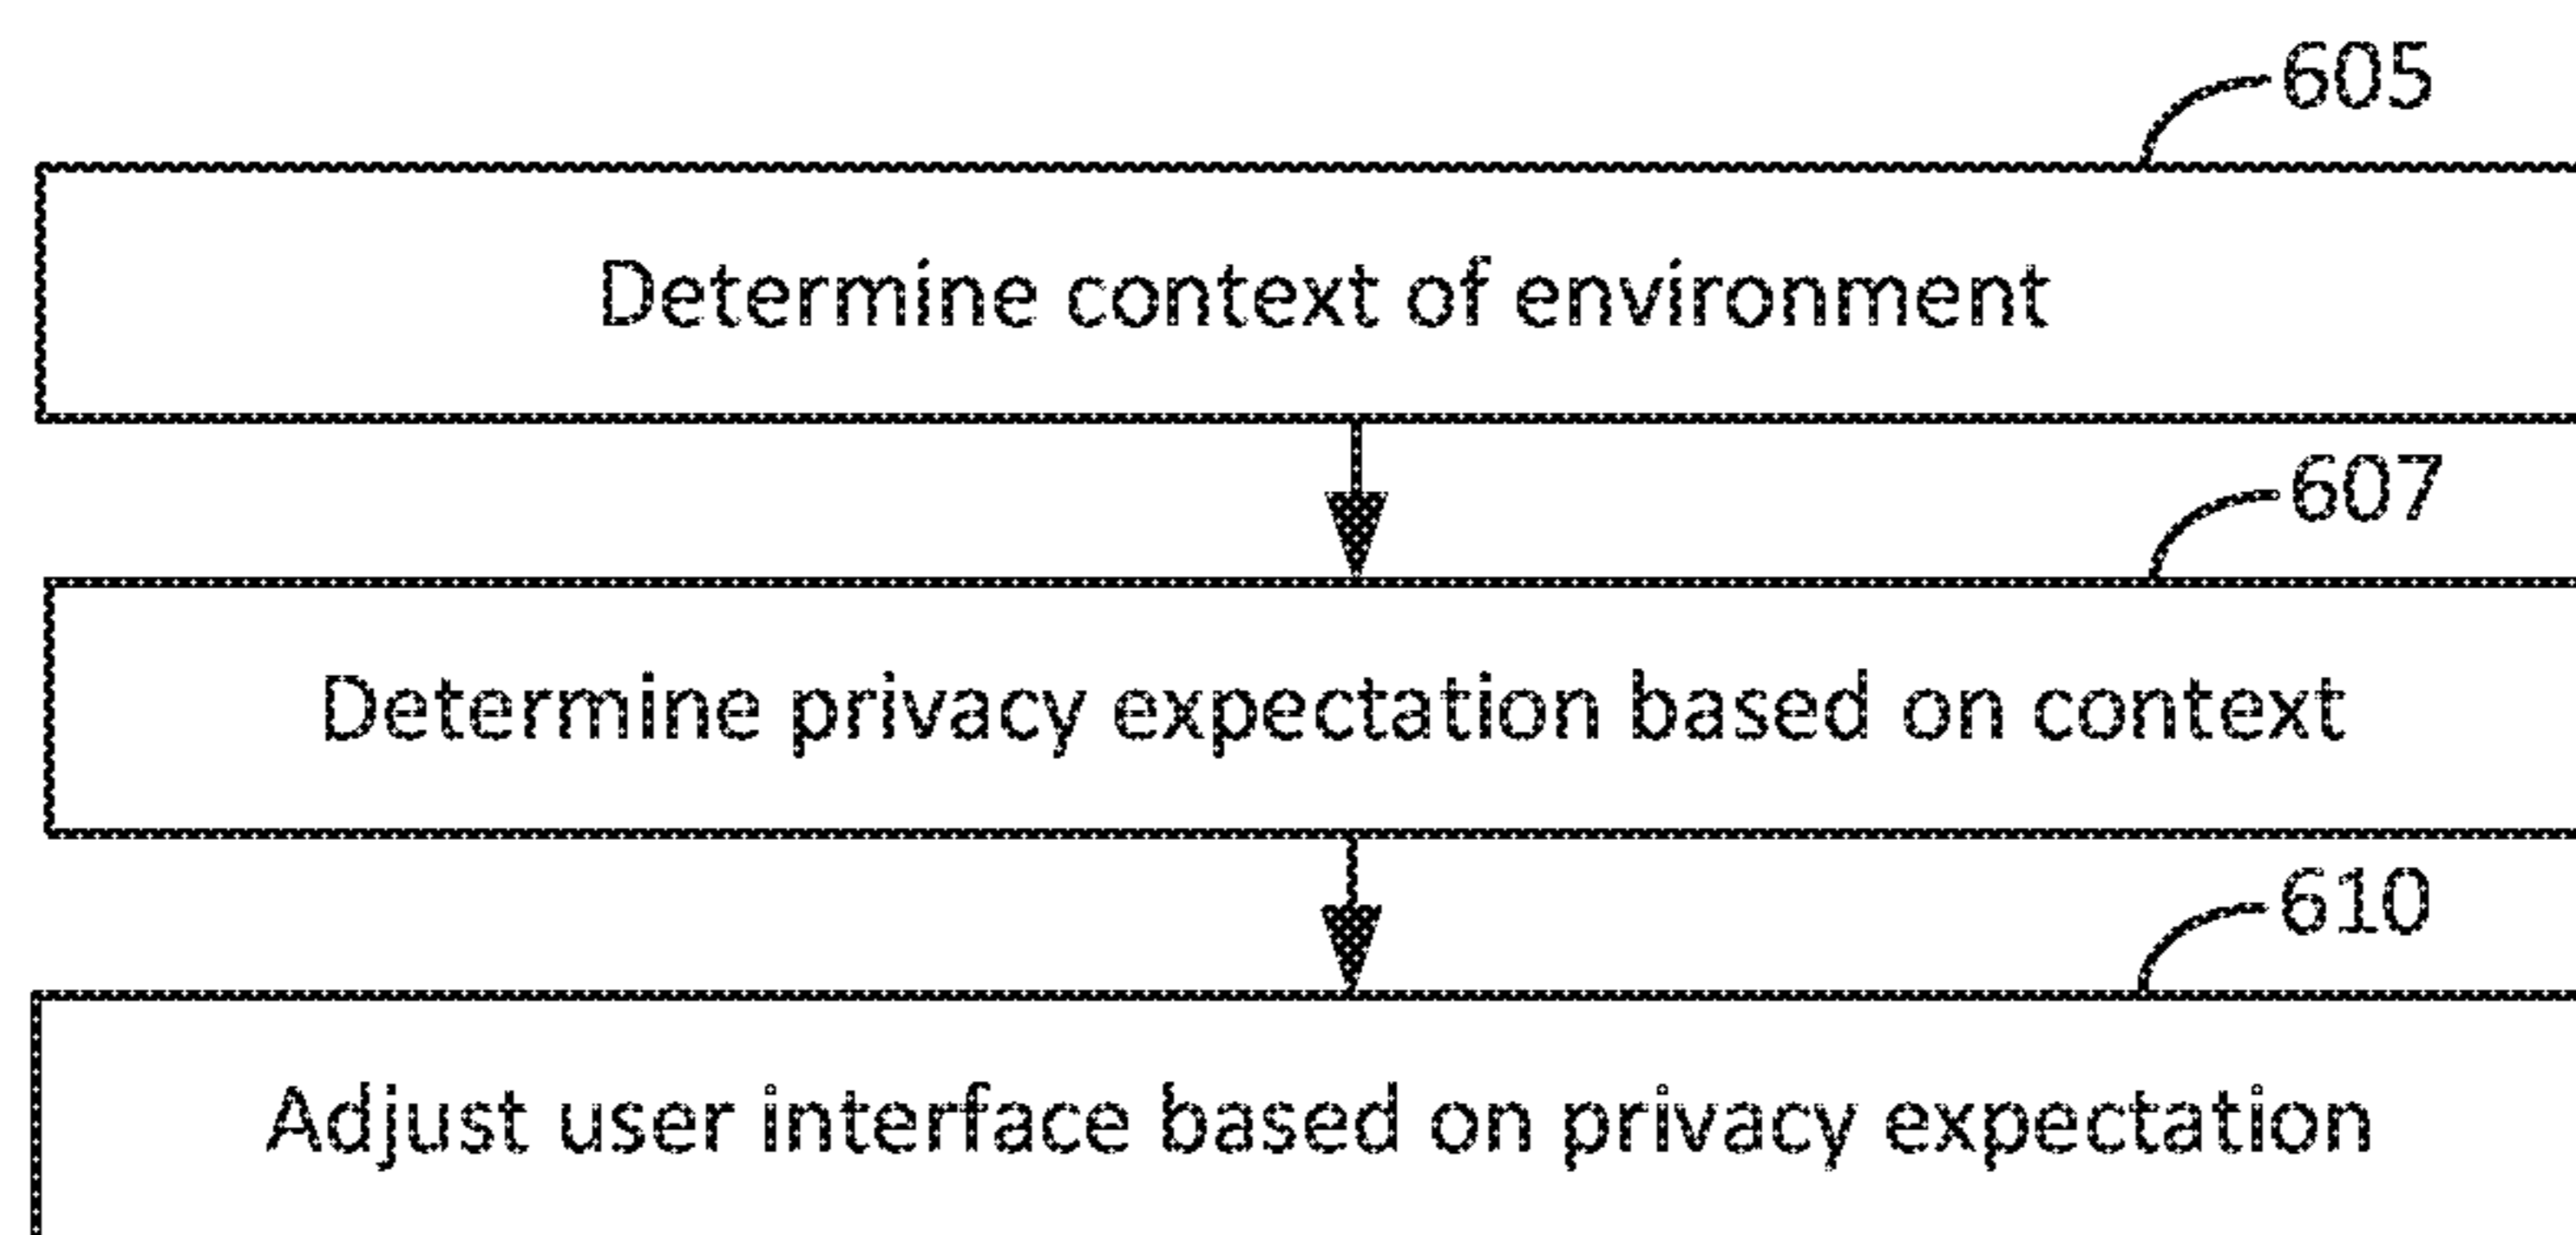 605
Determine context of environment
607
Determine privacy expectation based on context
610
Adjust user interface based on privacy expectation